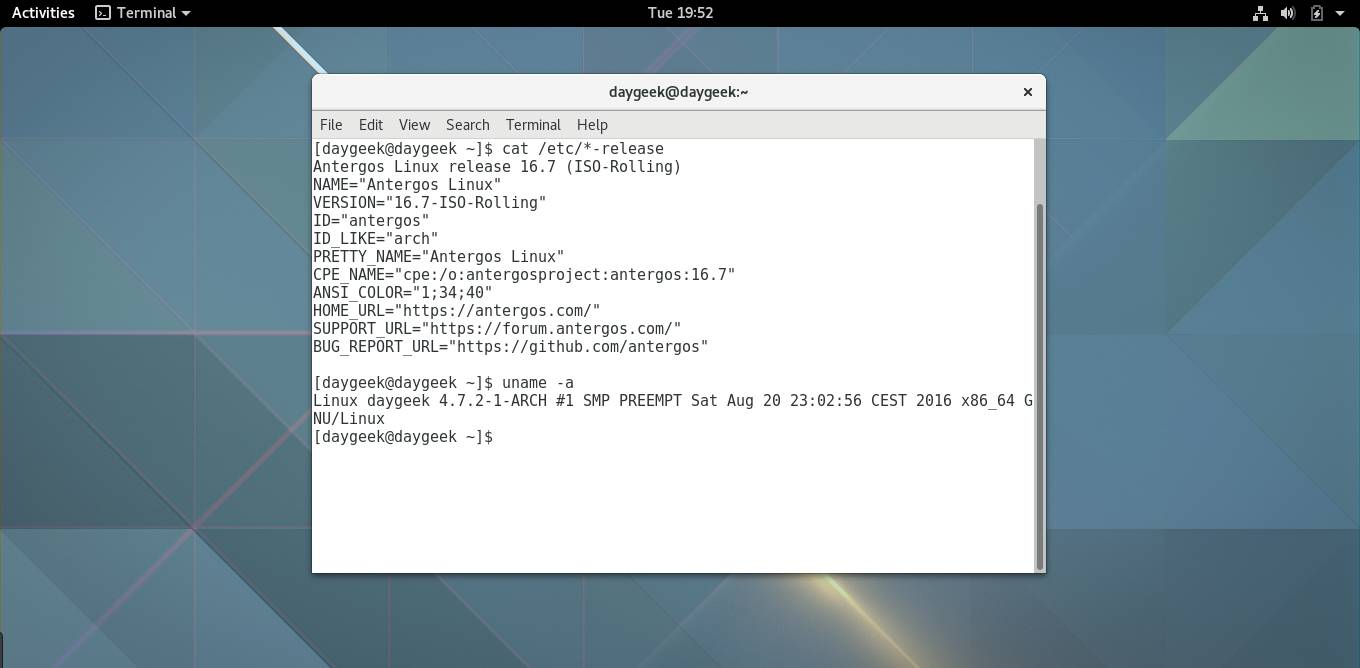 Activities Terminal Tue 19:52
daygeek@daygeek:~
File Edit View Search Terminal Help
[daygeek@daygeek ~]$ cat /etc/*-release
Antergos Linux release 16.7 (ISO-Rolling)
NAME="Antergos Linux"
VERSION="16.7-ISO-Rolling"
ID="antergos"
ID_LIKE="arch"
PRETTY_NAME="Antergos Linux"
CPE_NAME="cpe:/o:antergosproject:antergos:16.7"
ANSI_COLOR="1;34;40"
HOME_URL="https://antergos.com/"
SUPPORT_URL="https://forum.antergos.com/"
BUG_REPORT_URL="https://github.com/antergos"
[daygeek@daygeek ~]$ uname -a
Linux daygeek 4.7.2-1-ARCH #1 SMP PREEMPT Sat Aug 20 23:02:56 CEST 2016 x86_64 G
NU/Linux
[daygeek@daygeek ~]$